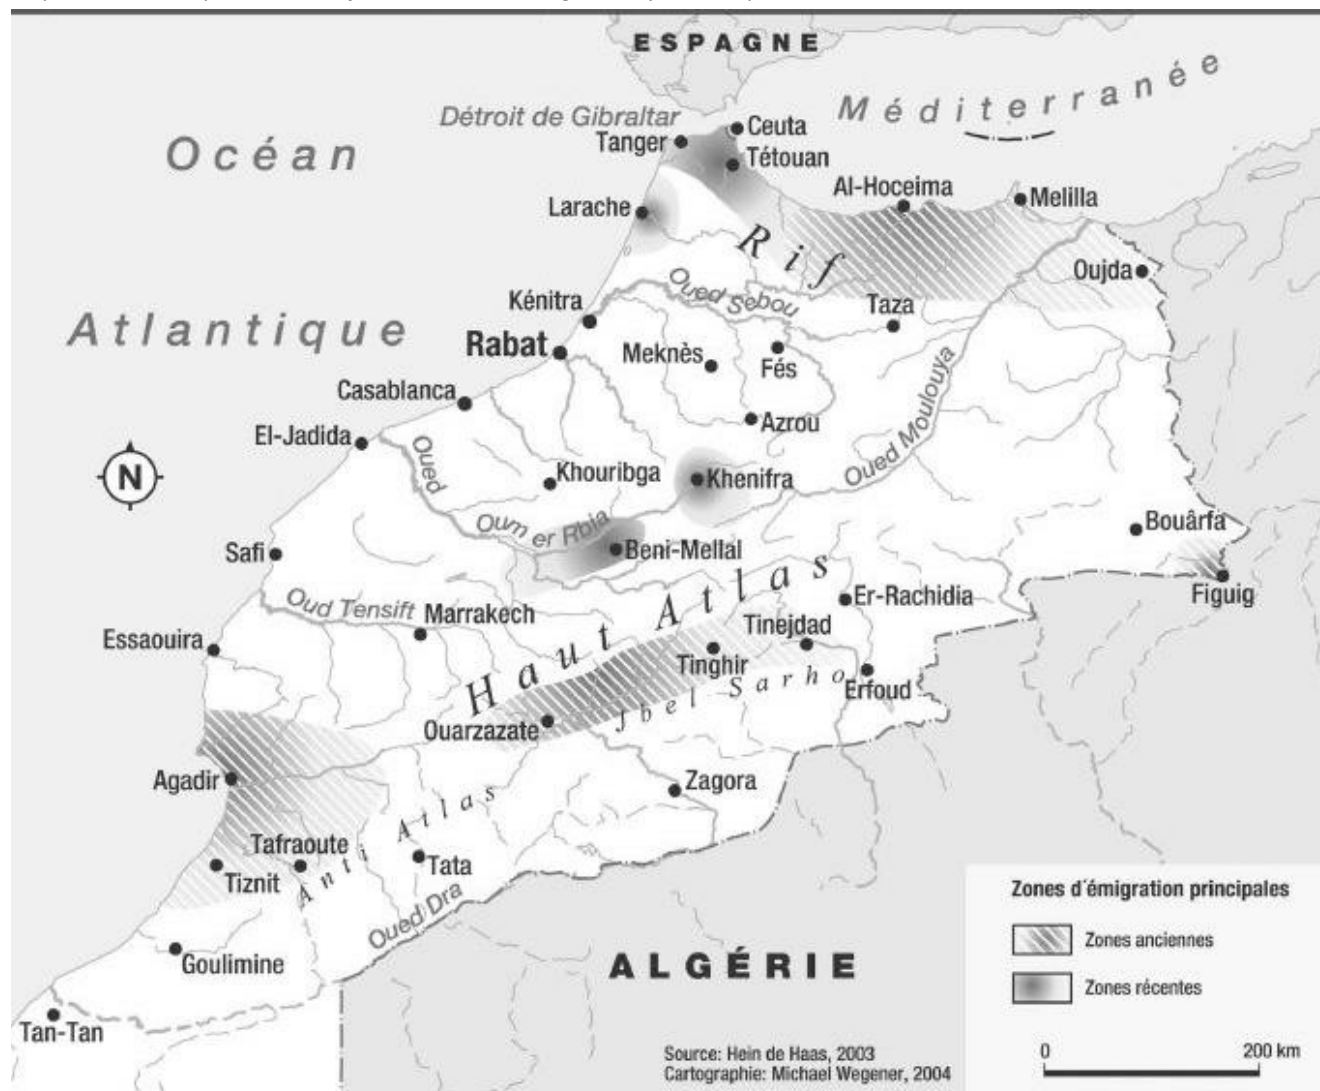 ESPAGNE
Méditerranée
Détroit de Gibraltar
Ceuta
Tanger
Tétouan
Océan
Al-Hoceima
Melilla
Larache
Rif
Oujda
Oued Sebou
Kénitra
Taza
Atlantique
Rabat
Meknès
Fés
Casablanca
Azrou
Oued Moulouya
El-Jadida
Oued
Oum er Rbia
N
Khouribga
Khenifra
Bouârfa
Safi
Beni-Mellal
Figuig
Oud Tensift
Marrakech
Haut Atlas
Er-Rachidia
Essaouira
Tinejdad
Tinghir
Jbel Sarho
Erfoud
Ouarzazate
Agadir
Zagora
Anti Atlas
Tafraoute
Tata
Tiznit
Oued Dra
Goulimine
ALGÉRIE
Tan-Tan
Zones d'émigration principales
Zones anciennes
Zones récentes
0 200 km
Source: Hein de Haas, 2003
Cartographie: Michael Wegener, 2004